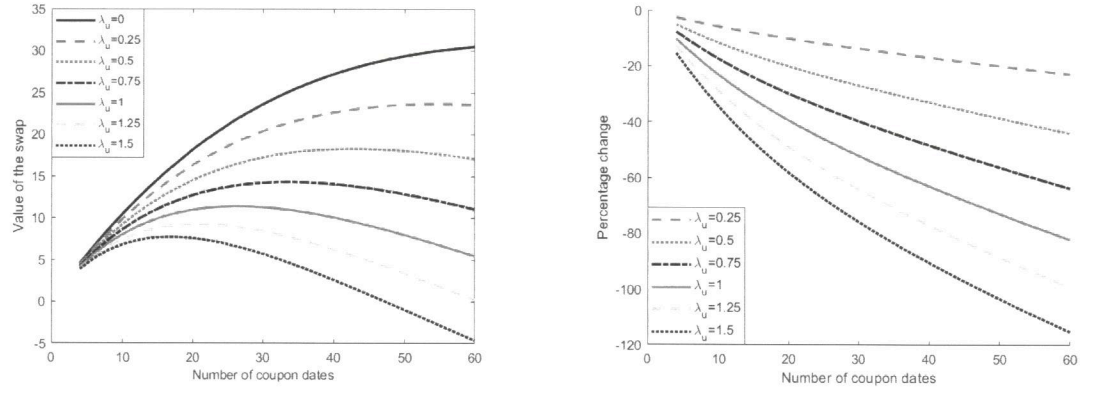 35
30
25
20
15
10
5
0
-5
Value of the swap
λu=0
λu=0.25
λu=0.5
λu=0.75
λu=1
λu=1.25
λu=1.5
0 10 20 30 40 50 60
Number of coupon dates
0
-20
-40
-60
-80
-100
-120
Percentage change
λu=0.25
λu=0.5
λu=0.75
λu=1
λu=1.25
λu=1.5
0 10 20 30 40 50 60
Number of coupon dates